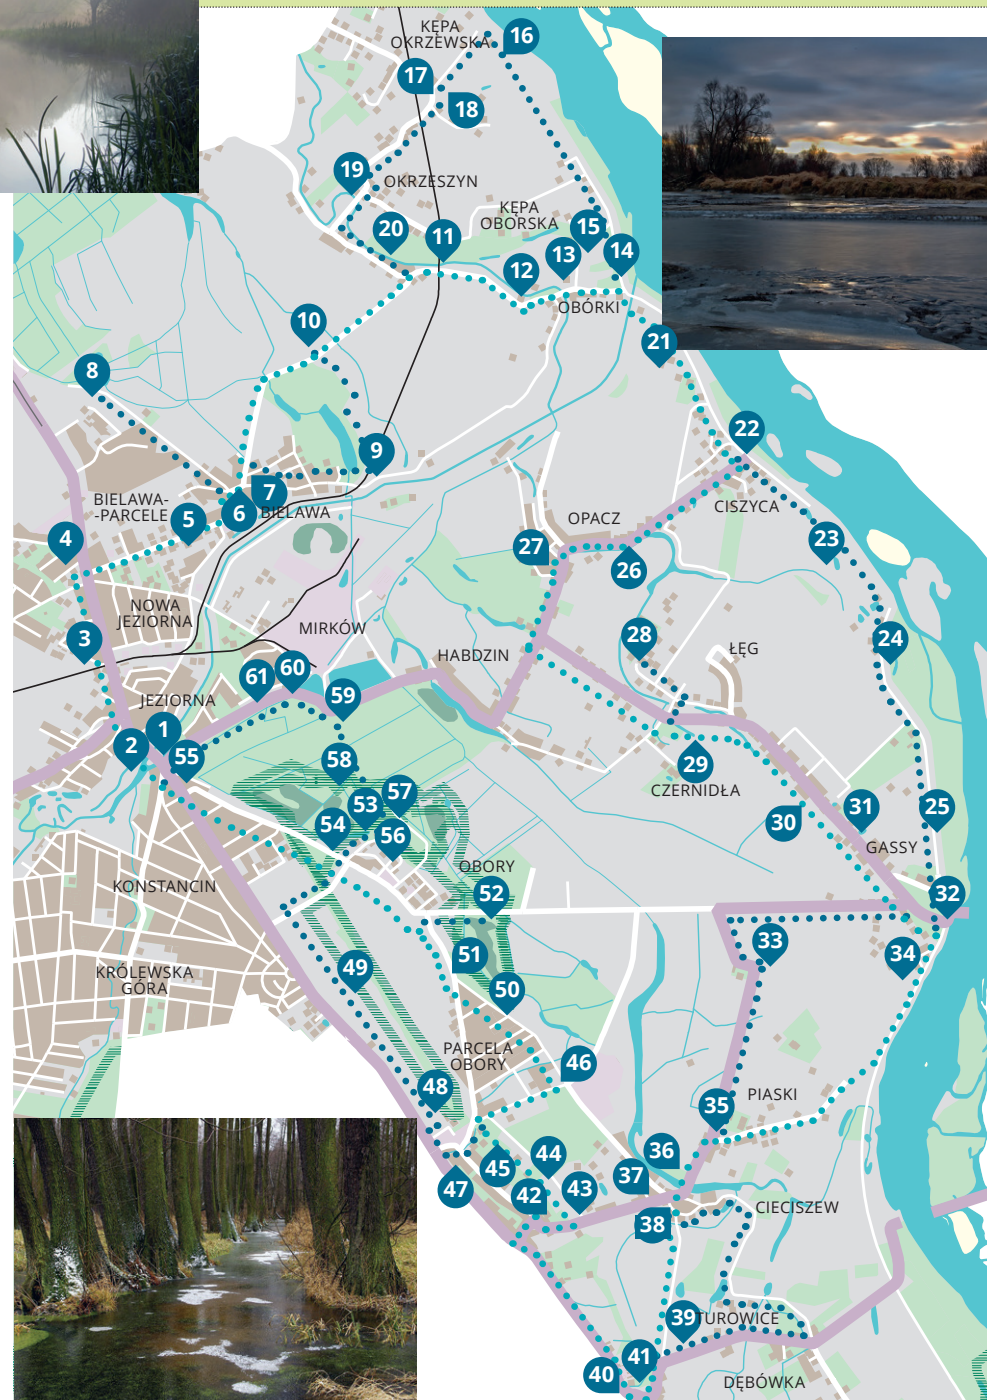 KĘPA
OKRZEWSKA
16
17
18
19
OKRZESZYN
20
11
KĘPA
OBÓRSKA
15
14
13
12
OBÓRKI
10
21
8
22
9
7
6
BIELAWA
BIELAWA-
-PARCELE
5
4
CISZYCA
OPACZ
27
26
23
NOWA
JEZIORNA
MIRKÓW
3
28
24
ŁĘG
HABDZIN
61
60
59
JEZIORNA
1
2
55
58
29
CZERNIDŁA
57
53
54
56
30
31
25
GASSY
OBORY
KONSTANCIN
52
32
51
33
34
KRÓLEWSKA
GÓRA
49
50
PARCELA
OBORY
46
48
35
PIASKI
36
44
45
37
47
42
43
38
CIECISZEW
39
TUROWICE
41
40
DĘBÓWKA